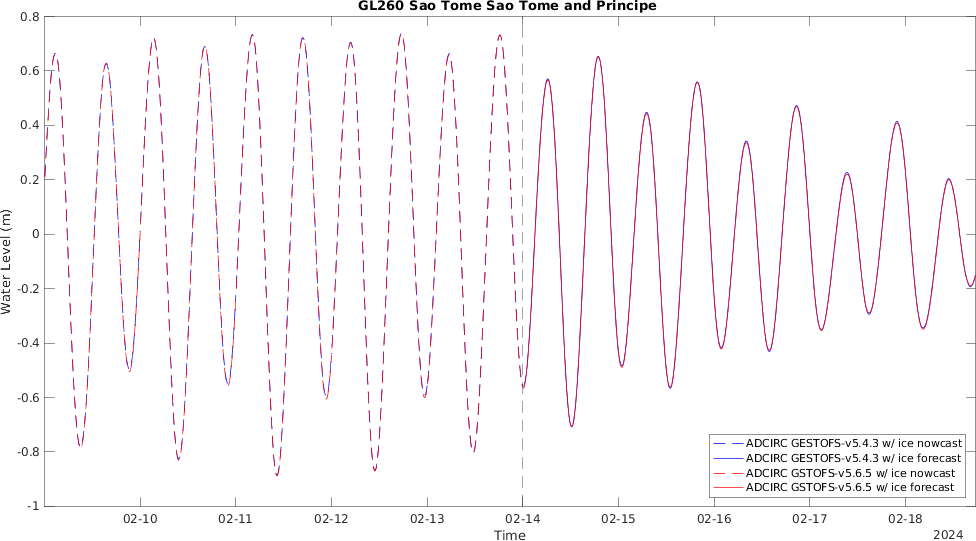 GL260 Sao Tome Sao Tome and Principe
Water Level (m)
0.8
0.6
0.4
0.2
0
-0.2
-0.4
-0.6
-0.8
-1
ADCIRC GESTOFS-v5.4.3 w/ ice nowcast
ADCIRC GESTOFS-v5.4.3 w/ ice forecast
ADCIRC GSTOFS-v5.6.5 w/ ice nowcast
ADCIRC GSTOFS-v5.6.5 w/ ice forecast
02-10 02-11 02-12 02-13 02-14 02-15 02-16 02-17 02-18
Time
2024